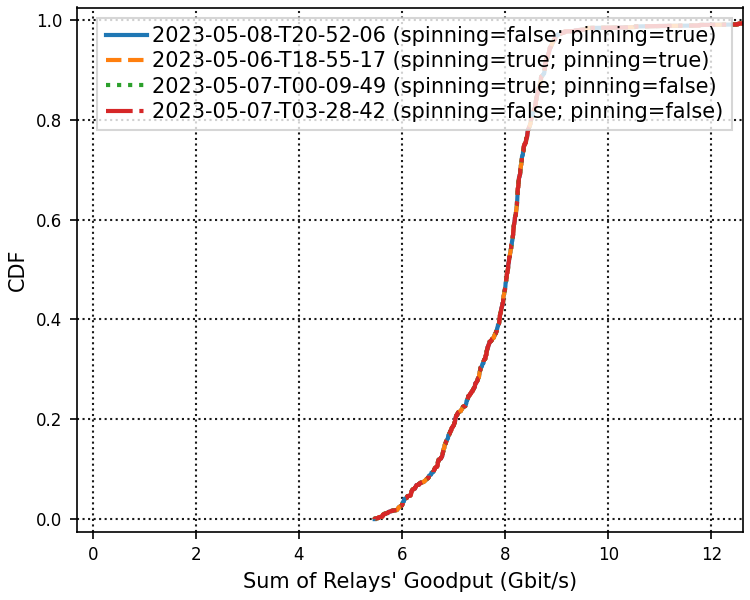 2023-05-08-T20-52-06 (spinning=false; pinning=true)
2023-05-06-T18-55-17 (spinning=true; pinning=true)
2023-05-07-T00-09-49 (spinning=true; pinning=false)
2023-05-07-T03-28-42 (spinning=false; pinning=false)
1.0
0.8
0.6
0.4
0.2
0.0
CDF
0 2 4 6 8 10 12
Sum of Relays' Goodput (Gbit/s)